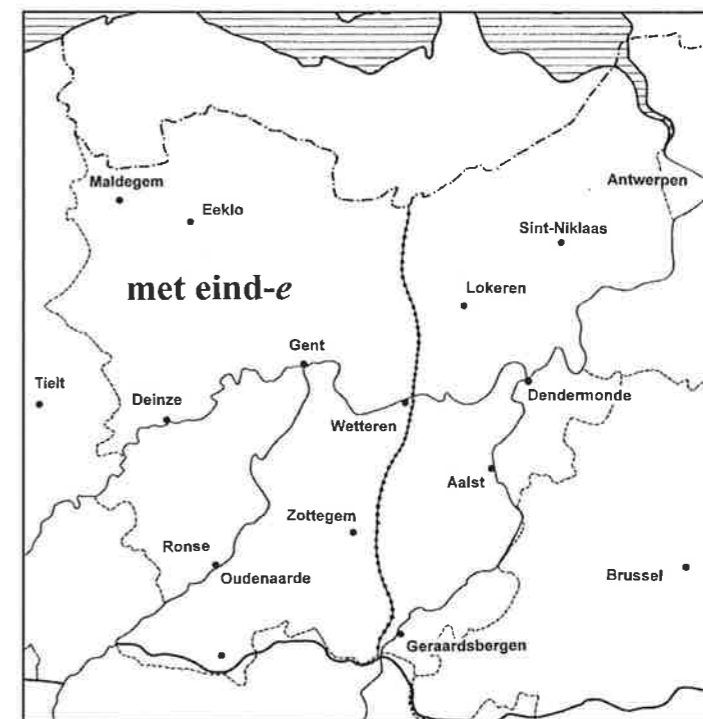 Maldegem
Antwerpen
Eeklo
Sint-Niklaas
met eind-e
Lokeren
Gent
Tielt
Deinze
Dendermonde
Wetteren
Aalst
Zottegem
Ronse
Oudenaarde
Brussel
Geraardsbergen